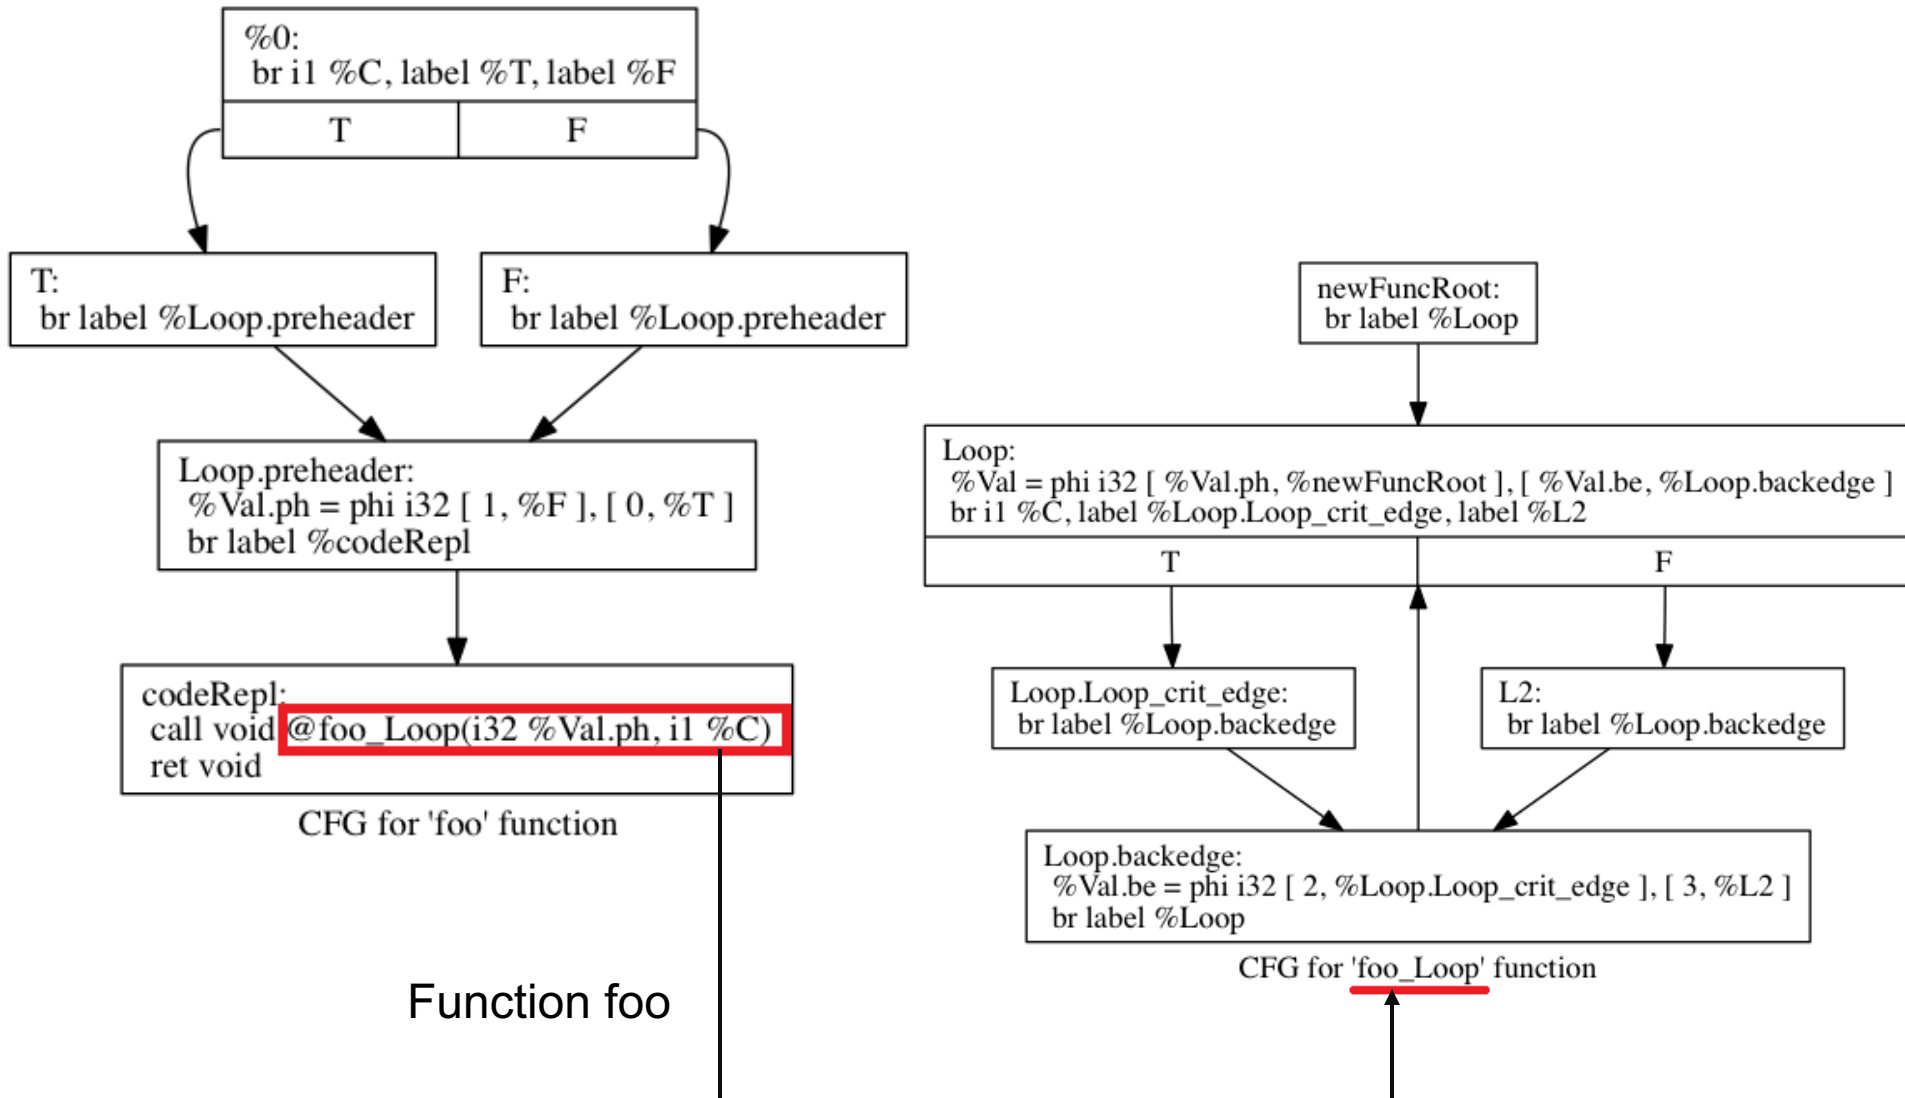 %0:
br i1 %C, label %T, label %F
T
F
T:
br label %Loop.preheader
F:
br label %Loop.preheader
Loop.preheader:
%Val.ph = phi i32 [ 1, %F ], [ 0, %T ]
br label %codeRepl
codeRepl:
call void @foo_Loop(i32 %Val.ph, i1 %C)
ret void
CFG for 'foo' function
Function foo
newFuncRoot:
br label %Loop
Loop:
%Val = phi i32 [ %Val.ph, %newFuncRoot ], [ %Val.be, %Loop.backedge ]
br i1 %C, label %Loop.Loop_crit_edge, label %L2
T
F
Loop.Loop_crit_edge:
br label %Loop.backedge
L2:
br label %Loop.backedge
Loop.backedge:
%Val.be = phi i32 [ 2, %Loop.Loop_crit_edge ], [ 3, %L2 ]
br label %Loop
CFG for 'foo_Loop' function